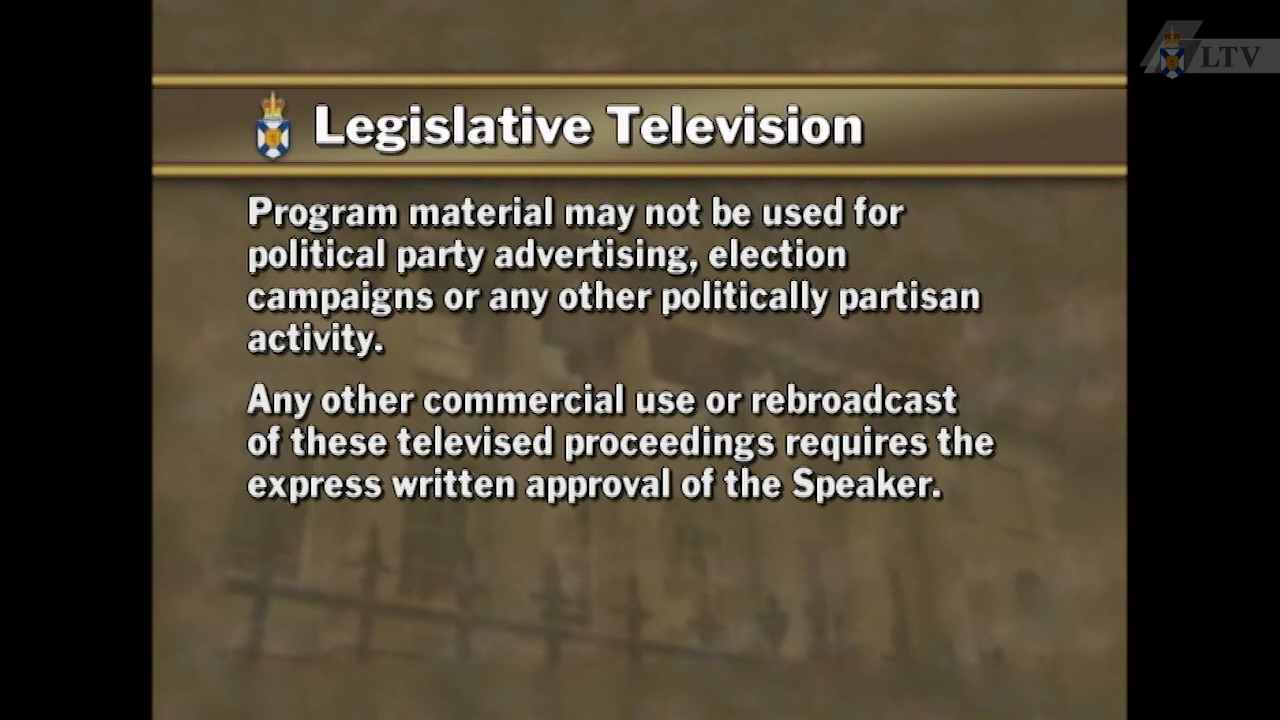 LTV
Legislative Television
Program material may not be used for
political party advertising, election
campaigns or any other politically partisan
activity.
Any other commercial use or rebroadcast
of these televised proceedings requires the
express written approval of the Speaker.